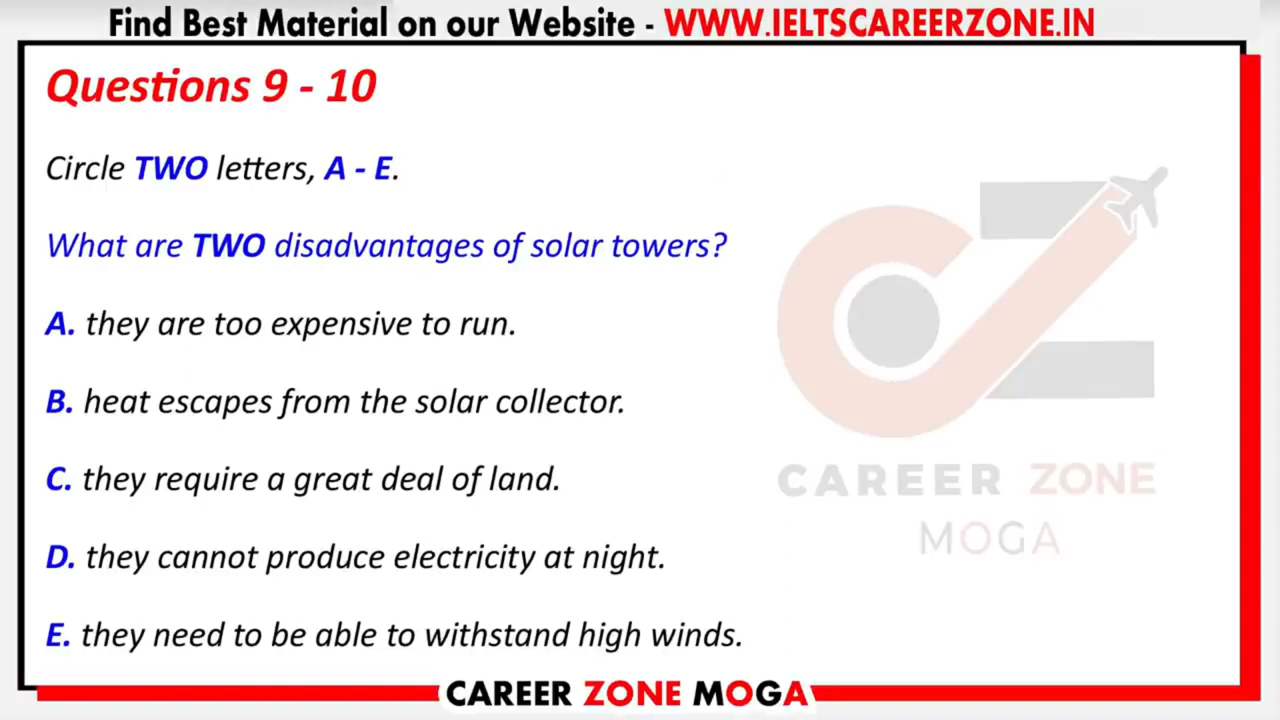 Find Best Material on our Website - WWW.IELTSCAREERZONE.IN
Questions 9 - 10
Circle TWO letters, A - E.
What are TWO disadvantages of solar towers?
A. they are too expensive to run.
B. heat escapes from the solar collector.
C. they require a great deal of land.
D. they cannot produce electricity at night.
E. they need to be able to withstand high winds.
CAREER ZONE
MOGA
CAREER ZONE MOGA